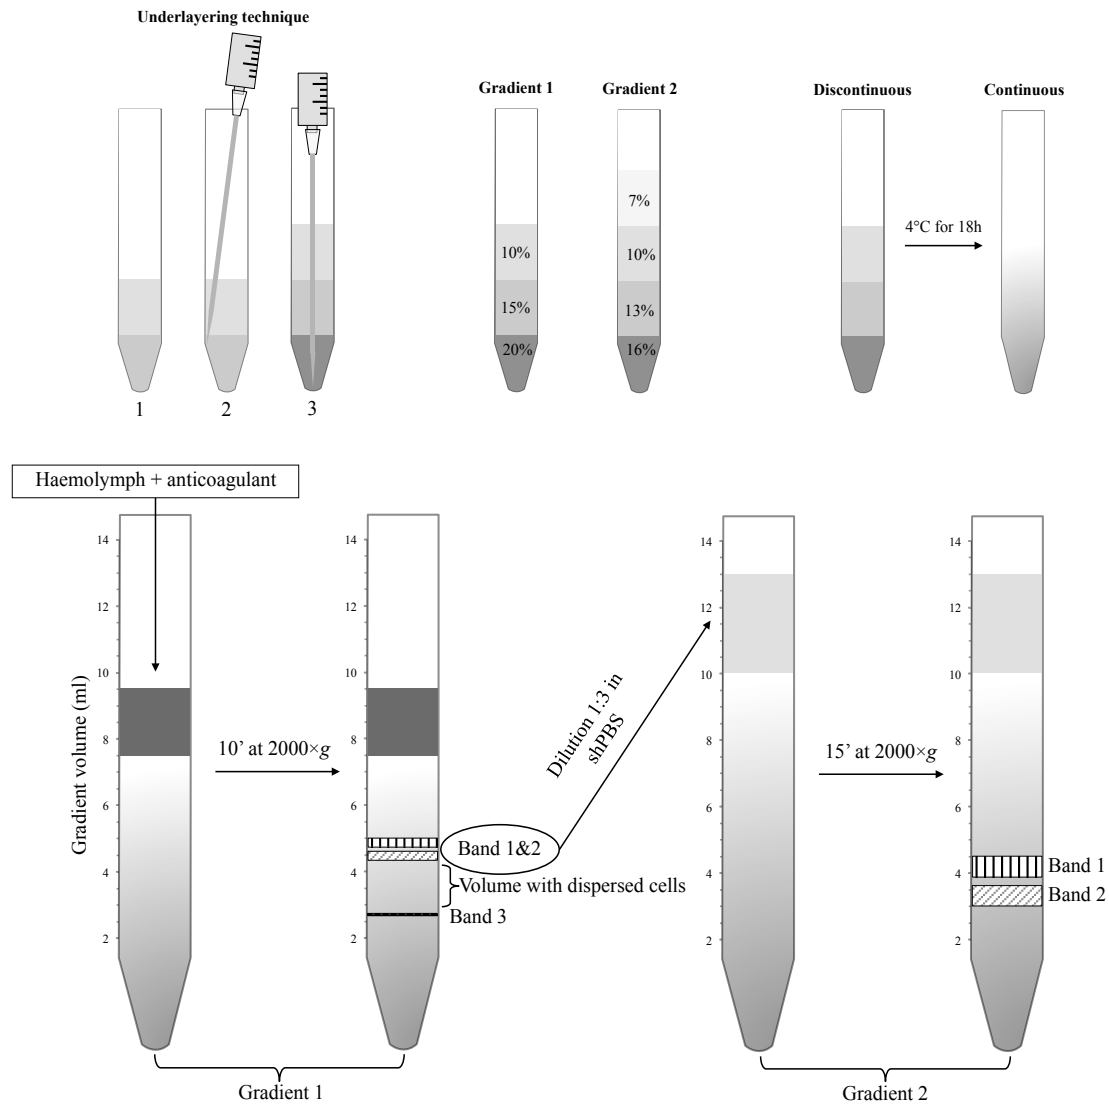 Underlayering technique
1
2
3
Gradient 1
Gradient 2
10%
15%
20%
7%
10%
13%
16%
Discontinuous
Continuous
4°C for 18h
Haemolymph + anticoagulant
Gradient volume (ml)
14
12
10
8
6
4
2
10’ at 2000×g
14
12
10
8
6
4
2
Band 1&2
Volume with dispersed cells
Band 3
Dilution 1:3 in
shPBS
14
12
10
8
6
4
2
15’ at 2000×g
14
12
10
8
6
4
2
Band 1
Band 2
Gradient 1
Gradient 2